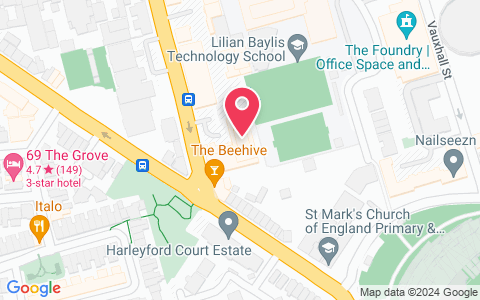 Lilian Baylis
Technology School
The Foundry |
Office Space and...
Vauxhall St
The Beehive
Nailseezn
69 The Grove
4.7★(149)
3-star hotel
Italo
St Mark's Church
of England Primary &...
Harleyford Court Estate
Google
Map data ©2024 Google